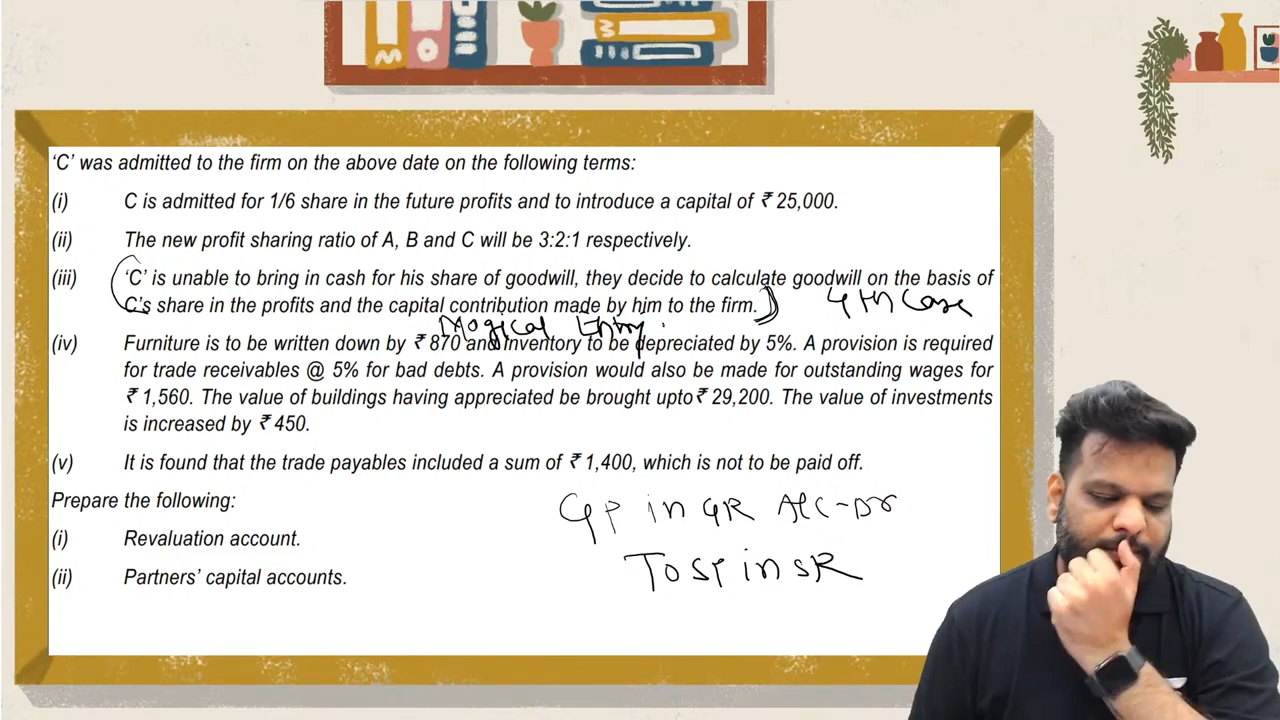 ‘C’ was admitted to the firm on the above date on the following terms:
(i) C is admitted for 1/6 share in the future profits and to introduce a capital of ₹ 25,000.
(ii) The new profit sharing ratio of A, B and C will be 3:2:1 respectively.
(iii) ‘C’ is unable to bring in cash for his share of goodwill, they decide to calculate goodwill on the basis of
C’s share in the profits and the capital contribution made by him to the firm.
4th Case
Magical Entry.
(iv) Furniture is to be written down by ₹ 870 and inventory to be depreciated by 5%. A provision is required
for trade receivables @ 5% for bad debts. A provision would also be made for outstanding wages for
₹ 1,560. The value of buildings having appreciated be brought upto ₹ 29,200. The value of investments
is increased by ₹ 450.
(v) It is found that the trade payables included a sum of ₹ 1,400, which is not to be paid off.
Prepare the following:
GP in GR A/C-Dr
(i) Revaluation account.
To SP in SR
(ii) Partners’ capital accounts.